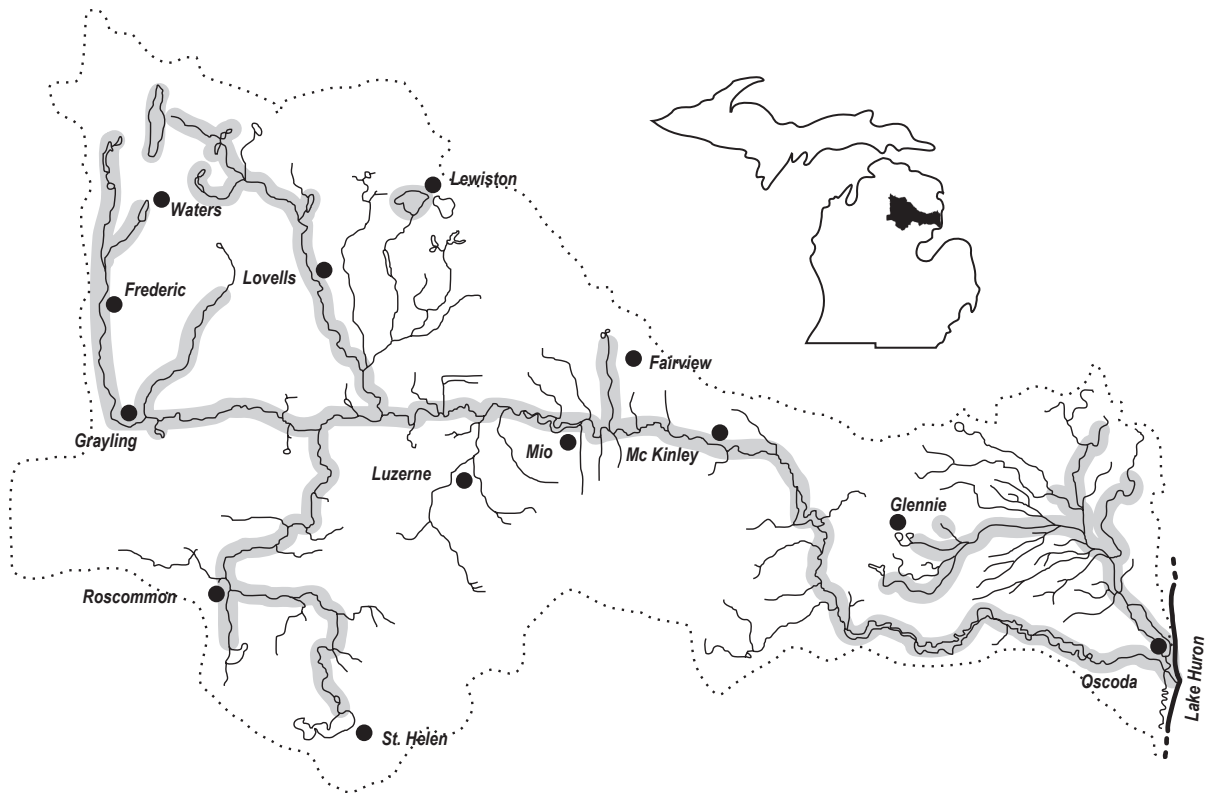 Lewiston
Waters
Lovells
Frederic
Fairview
Grayling
Mio
Mc Kinley
Luzerne
Glennie
Roscommon
Oscoda
Lake Huron
St. Helen